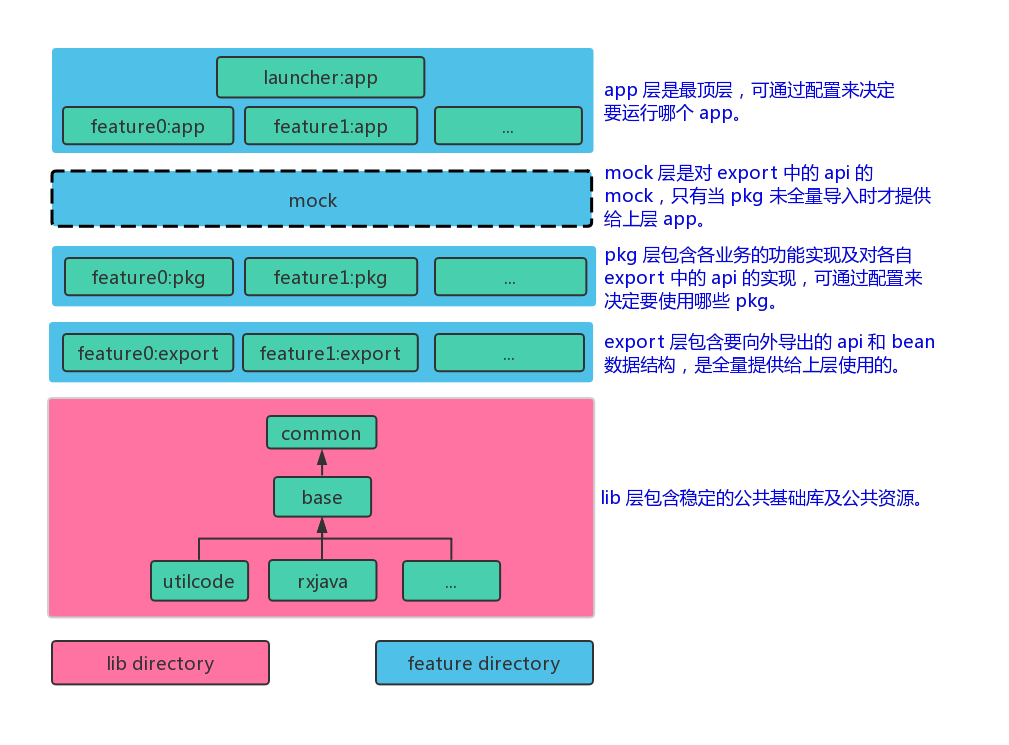 launcher:app
feature0:app
feature1:app
...
app 层是最顶层，可通过配置来决定
要运行哪个 app。
mock
mock 层是对 export 中的 api 的
mock，只有当 pkg 未全量导入时才提供
给上层 app。
feature0:pkg
feature1:pkg
...
pkg 层包含各业务的功能实现及对各自
export 中的 api 的实现，可通过配置来
决定要使用哪些 pkg。
feature0:export
feature1:export
...
export 层包含要向外导出的 api 和 bean
数据结构，是全量提供给上层使用的。
common
base
utilcode
rxjava
...
lib 层包含稳定的公共基础库及公共资源。
lib directory
feature directory